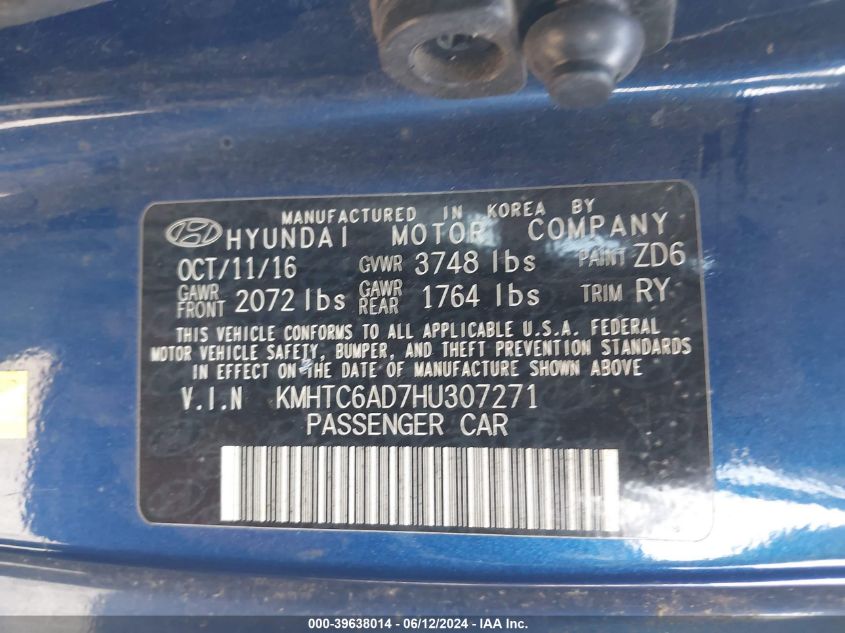 MANUFACTURED IN KOREA BY
HYUNDAI MOTOR COMPANY
OCT/11/16 GVWR 3748 lbs PAINT ZD6
GAWR FRONT 2072 lbs GAWR REAR 1764 lbs TRIM RY
THIS VEHICLE CONFORMS TO ALL APPLICABLE U.S.A. FEDERAL
MOTOR VEHICLE SAFETY, BUMPER, AND THEFT PREVENTION STANDARDS
IN EFFECT ON THE DATE OF MANUFACTURE SHOWN ABOVE
V.I.N KMHTC6AD7HU307271
PASSENGER CAR
000-39638014 - 06/12/2024 - IAA Inc.